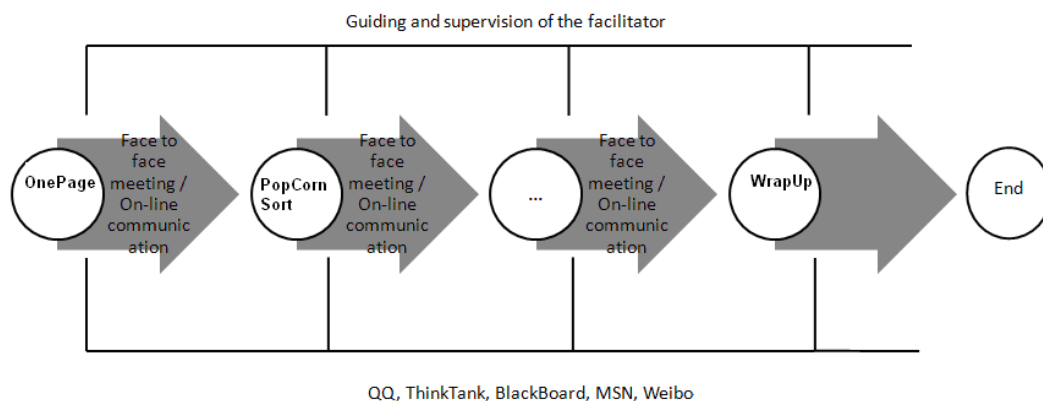 Guiding and supervision of the facilitator
OnePage
Face to
face
meeting /
On-line
communic
ation
PopCorn
Sort
Face to
face
meeting /
On-line
communic
ation
...
Face to
face
meeting /
On-line
communic
ation
WrapUp
End
QQ, ThinkTank, BlackBoard, MSN, Weibo